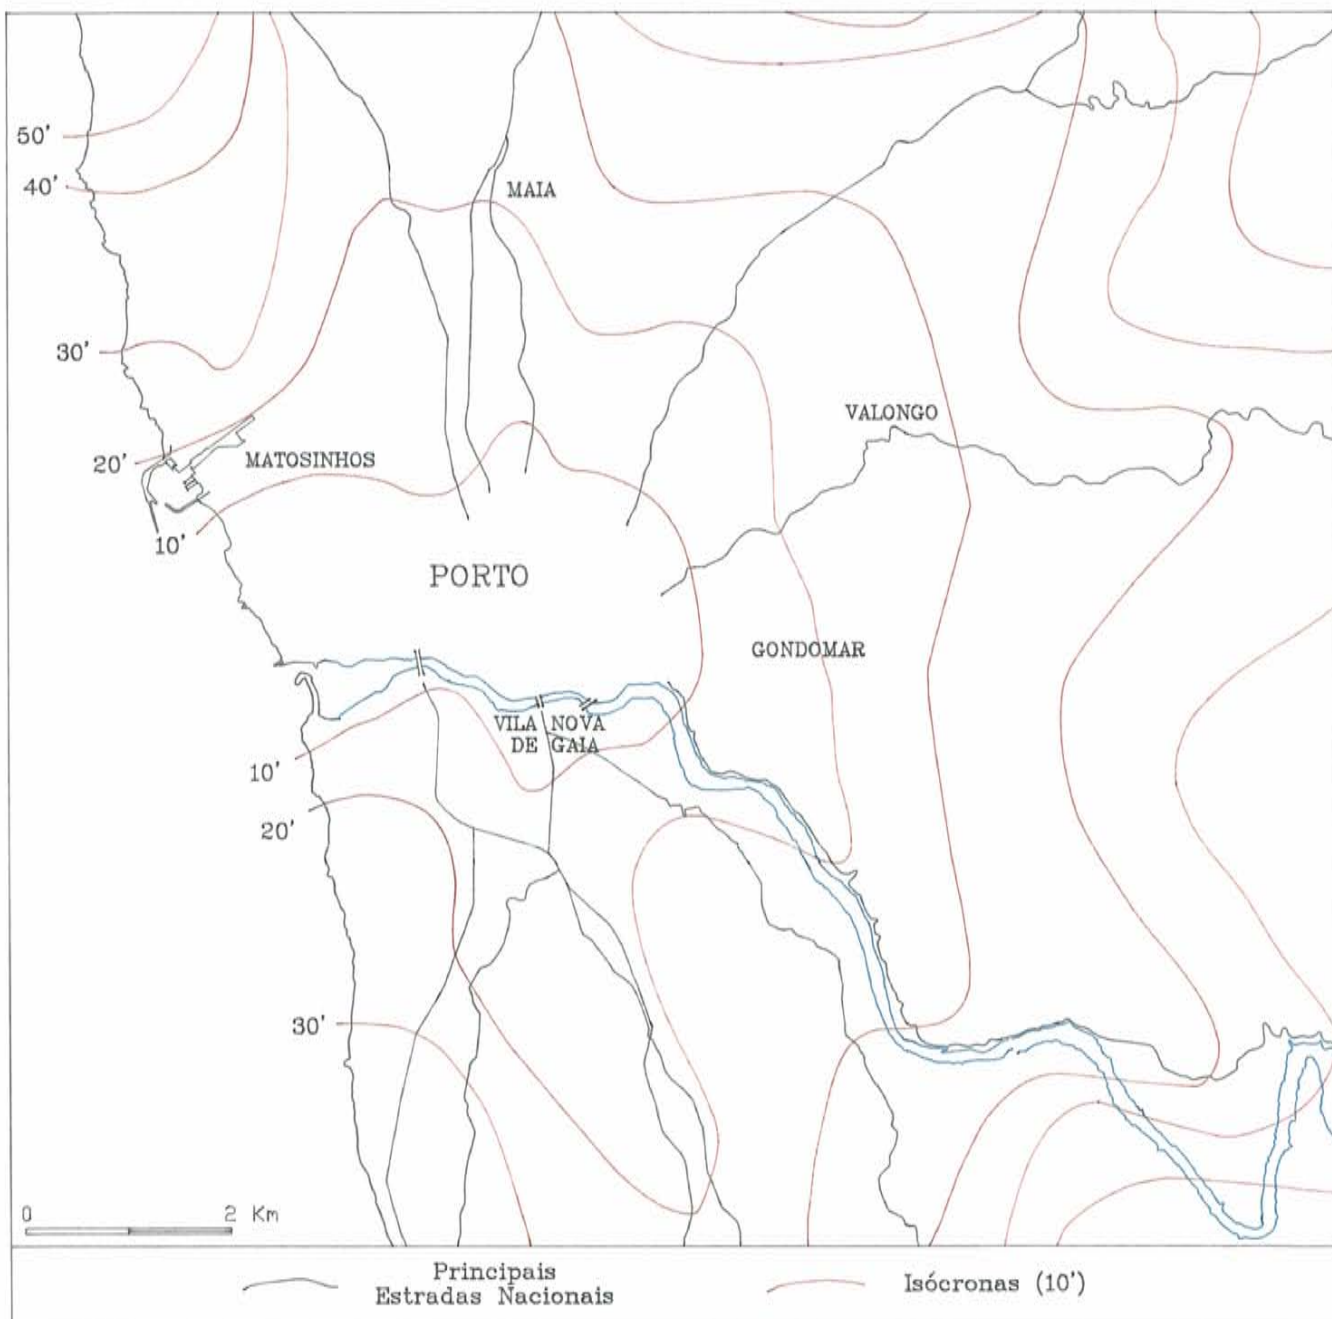 50'
40'
MAIA
30'
VALONGO
20'
MATOSINHOS
10'
PORTO
GONDOMAR
VILA NOVA
DE GAIA
10'
20'
30'
0 2 Km
Principais
Estradas Nacionais
Isócronas (10')